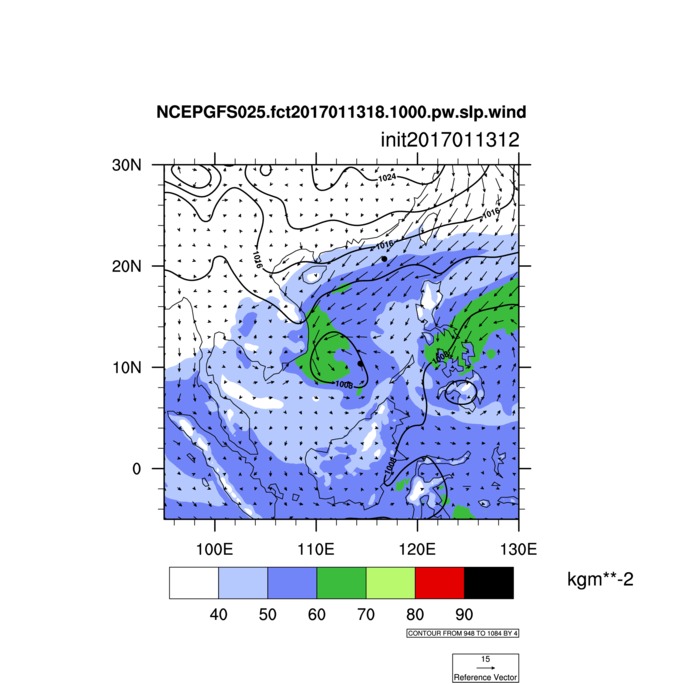 NCEPGFS025.fct2017011318.1000.pw.slp.wind
init2017011312
30N
1024
1016
1016
1016
20N
10N
1008
1008
1008
0
100E 110E 120E 130E
kgm**-2
40 50 60 70 80 90
CONTOUR FROM 948 TO 1084 BY 4
15
Reference Vector